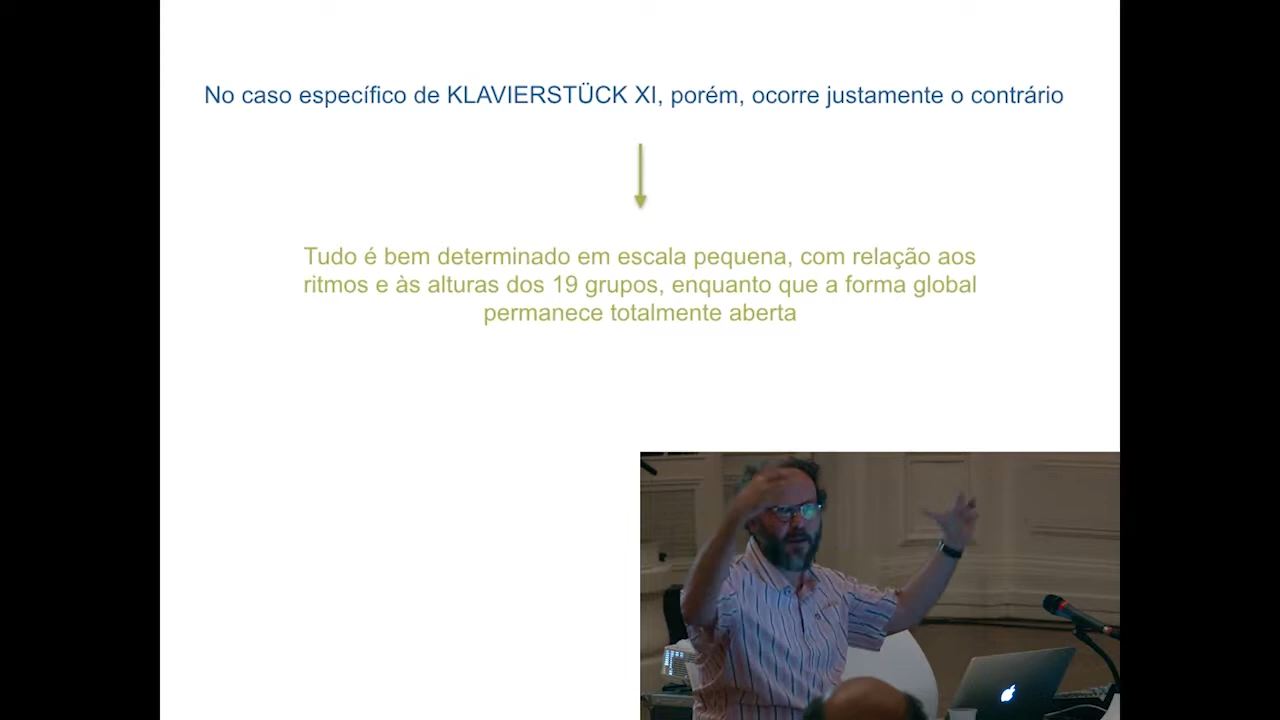 No caso específico de KLAVIERSTÜCK XI, porém, ocorre justamente o contrário
Tudo é bem determinado em escala pequena, com relação aos
ritmos e às alturas dos 19 grupos, enquanto que a forma global
permanece totalmente aberta